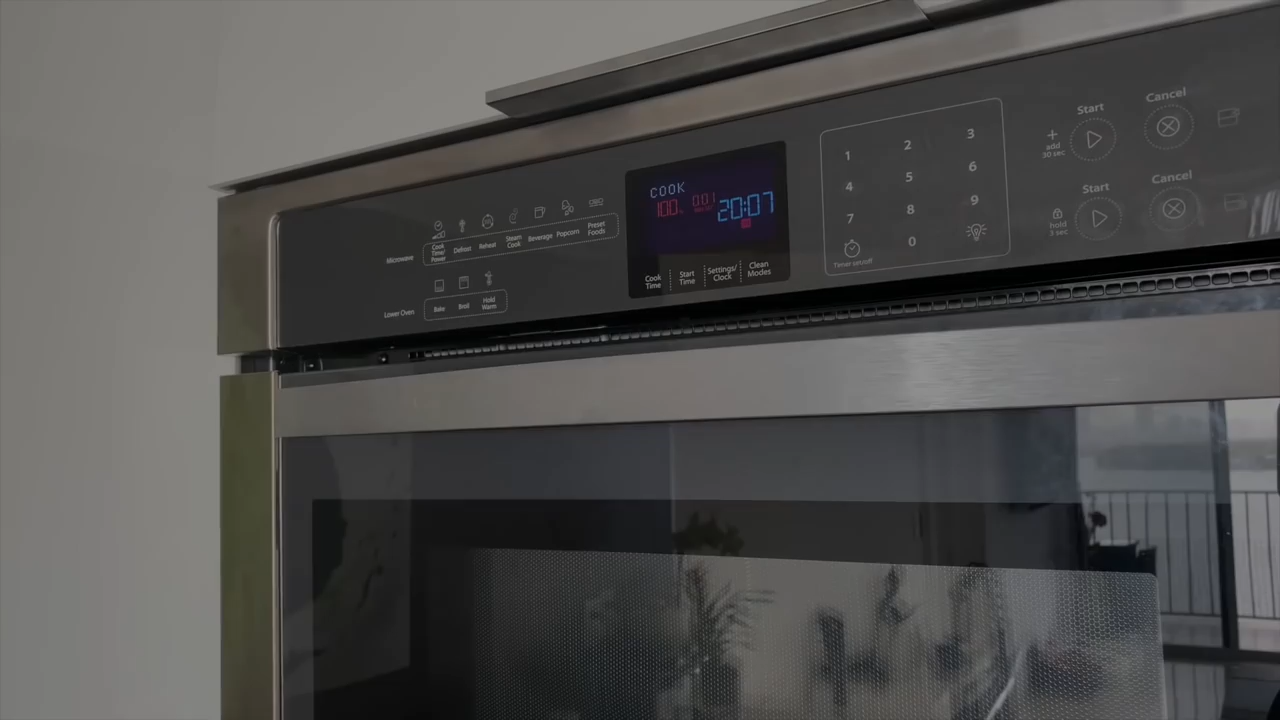 Microwave
Cook Time/ Power
Defrost
Reheat
Steam Cook
Beverage
Popcorn
Preset Foods
Lower Oven
Bake
Broil
Hold Warm
COOK
100%
20:07
Cook Time
Start Time
Settings/ Clock
Clean Modes
1 2 3
4 5 6
7 8 9
0
Timer set/off
+ add 30 sec
Start
Cancel
hold 3 sec
Start
Cancel